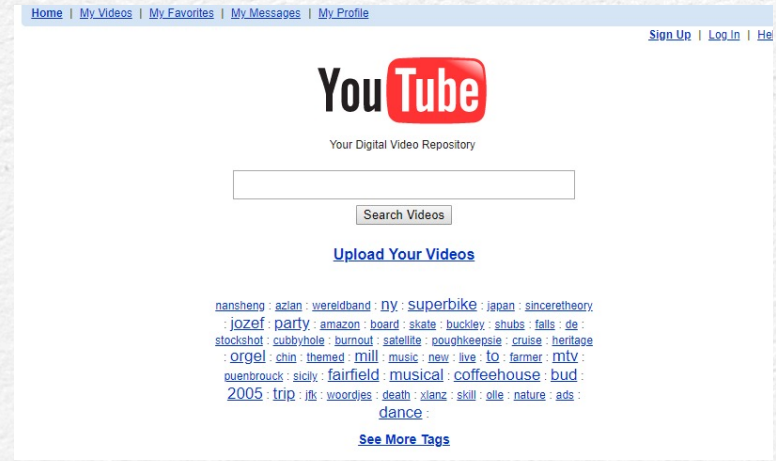 Home | My Videos | My Favorites | My Messages | My Profile
Sign Up | Log In |
YouTube
Your Digital Video Repository
Search Videos
Upload Your Videos
nansheng : azlan : wereldband : ny : superbike : japan : sinceretheory
: jozef : party : amazon : board : skate : buckley : shubs : falls : de :
stockshot : cubbyhole : burnout : satellite : poughkeepsie : cruise : heritage
: orgel : chin : themed : mill : music : new : live : to : farmer : mtv :
puenbrouck : sicily : fairfield : musical : coffeehouse : bud :
2005 : trip : jfk : woordjes : death : xlanz : skill : olle : nature : ads :
dance :
See More Tags